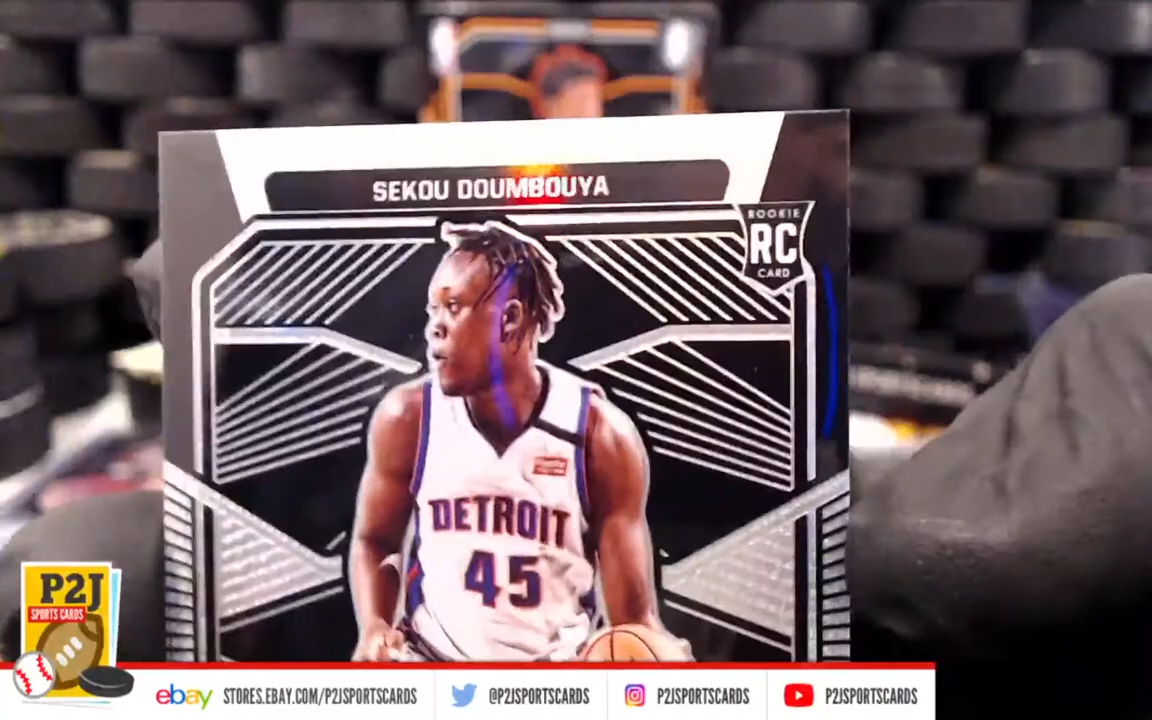 SEKOU DOUMBOUYA
ROOKIE
RC
CARD
DETROIT
45
P2J
SPORTS CARDS
ebay STORES.EBAY.COM/P2JSPORTSCARDS
@P2JSPORTSCARDS
P2JSPORTSCARDS
P2JSPORTSCARDS